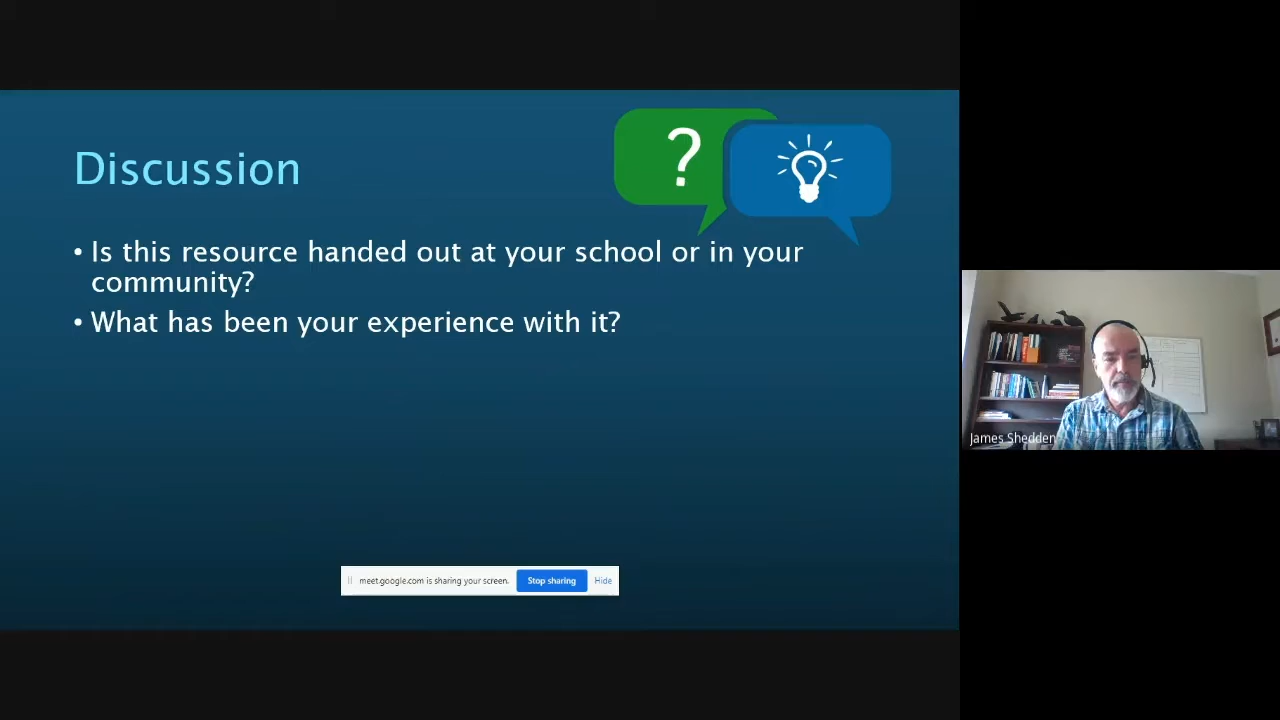 Discussion
?
• Is this resource handed out at your school or in your
community?
• What has been your experience with it?
James Shedden
meet.google.com is sharing your screen. Stop sharing Hide